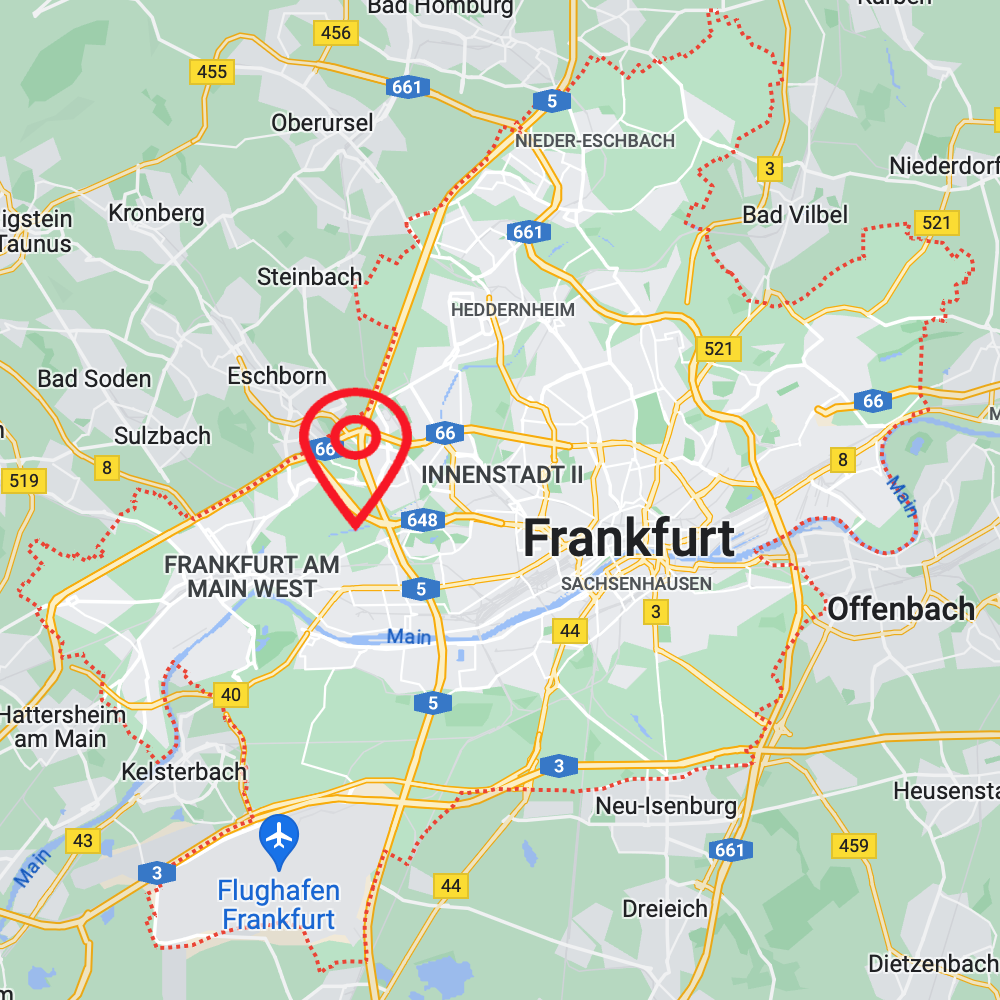 Bad Homburg
Karben
456
455
661
5
Oberursel
NIEDER-ESCHBACH
3
Niederdorf
Kronberg
igstein
Taunus
Bad Vilbel
521
661
Steinbach
HEDDERNHEIM
521
Bad Soden
Eschborn
66
M
Sulzbach
66
66
8
8
519
INNENSTADT II
Main
648
Frankfurt
FRANKFURT AM
MAIN WEST
5
SACHSENHAUSEN
3
Offenbach
Main
44
5
40
Hattersheim
am Main
Kelsterbach
3
Heusensta
Neu-Isenburg
43
661
459
Main
3
Flughafen
Frankfurt
44
Dreieich
Dietzenbach